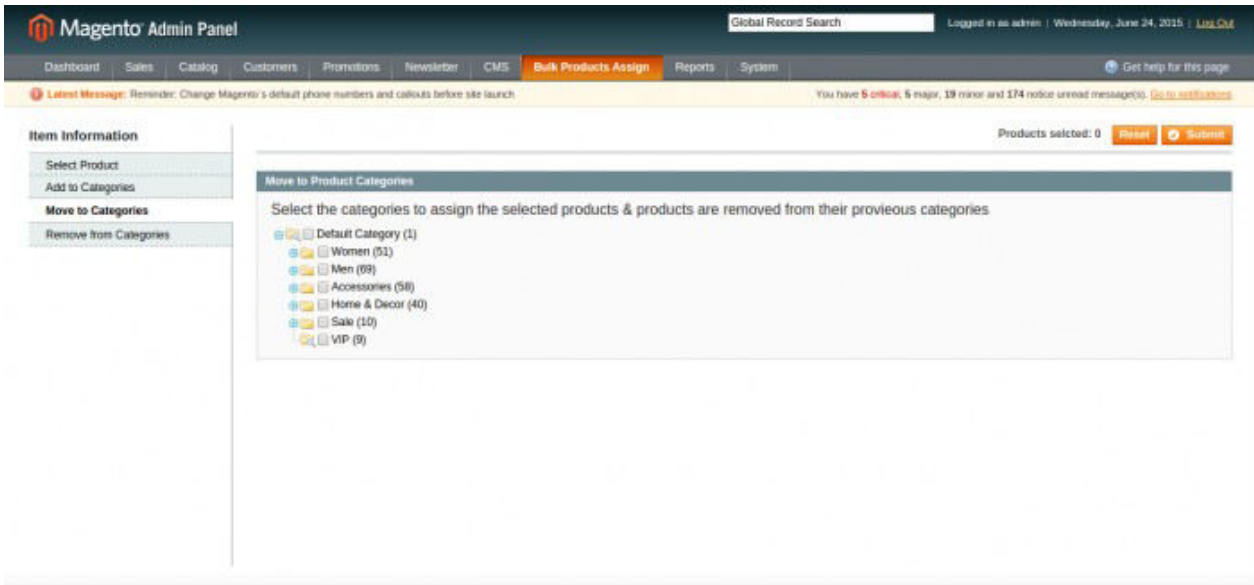 Magento Admin Panel
Global Record Search
Logged in as admin | Wednesday, June 24, 2015 | Log Out
Dashboard Sales Catalog Customers Promotions Newsletter CMS Bulk Products Assign Reports System
Get help for this page
Latest Message: Reminder: Change Magento's default phone numbers and callouts before site launch
You have 5 critical, 5 major, 19 minor and 174 notice unread message(s). Go to notifications
Item Information
Select Product
Add to Categories
Move to Categories
Remove from Categories
Products selcted: 0 Reset Submit
Move to Product Categories
Select the categories to assign the selected products & products are removed from their provieous categories
Default Category (1)
Women (51)
Men (69)
Accessories (58)
Home & Decor (40)
Sale (10)
VIP (9)